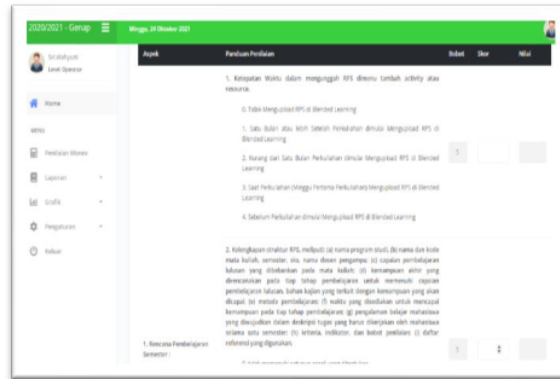 2020/2021 - Genap
Minggu, 24 Oktober 2021
Sri Wahyuni
Level Operator
Home
MENU
Penilaian Monev
Laporan
Grafik
Pengaturan
Keluar
Aspek Panduan Penilaian Bobot Skor Nilai
1. Ketepatan Waktu dalam mengunggah RPS dimenu tambah activity atau
resource.
0. Tidak Mengupload RPS di Blended Learning
1. Satu Bulan atau lebih Setelah Perkuliahan dimulai Mengupload RPS di
Blended Learning
2. Kurang dari Satu Bulan Perkuliahan dimulai Mengupload RPS di Blended
Learning
3. Saat Perkuliahan (Minggu Pertama Perkuliahan) Mengupload RPS di Blended
Learning
4. Sebelum Perkuliahan dimulai Mengupload RPS di Blended Learning
5
2. Kelengkapan struktur RPS, meliputi: (a) nama program studi, (b) nama dan kode
mata kuliah, semester, sks, nama dosen pengampu; (c) capaian pembelajaran
lulusan yang dibebankan pada mata kuliah; (d) kemampuan akhir yang
direncanakan pada tiap tahap pembelajaran untuk memenuhi capaian
pembelajaran lulusan, bahan kajian yang terkait dengan kemampuan yang akan
dicapai; (e) metode pembelajaran; (f) waktu yang disediakan untuk mencapai
kemampuan pada tiap tahap pembelajaran; (g) pengalaman belajar mahasiswa
yang diwujudkan dalam deskripsi tugas yang harus dikerjakan oleh mahasiswa
selama satu semester; (h) kriteria, indikator, dan bobot penilaian; (i) daftar
referensi yang digunakan.
1. Rencana Pembelajaran
Semester :
5